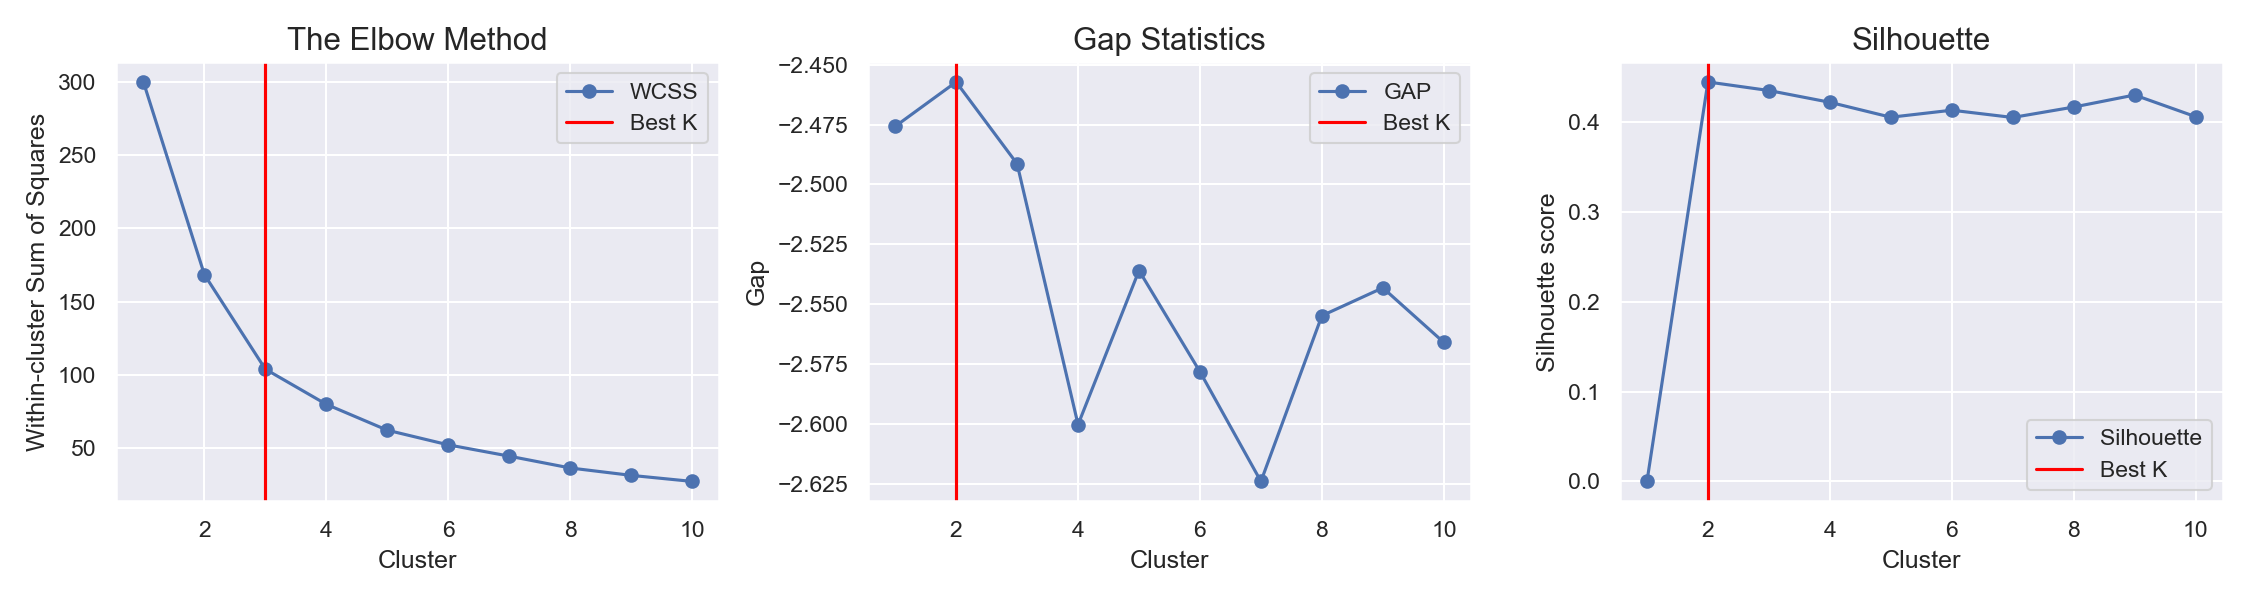 The Elbow Method
Within-cluster Sum of Squares
300
250
200
150
100
50
2
4
6
8
10
Cluster
WCSS
Best K
Gap Statistics
Gap
−2.450
−2.475
−2.500
−2.525
−2.550
−2.575
−2.600
−2.625
2
4
6
8
10
Cluster
GAP
Best K
Silhouette
Silhouette score
0.4
0.3
0.2
0.1
0.0
2
4
6
8
10
Cluster
Silhouette
Best K